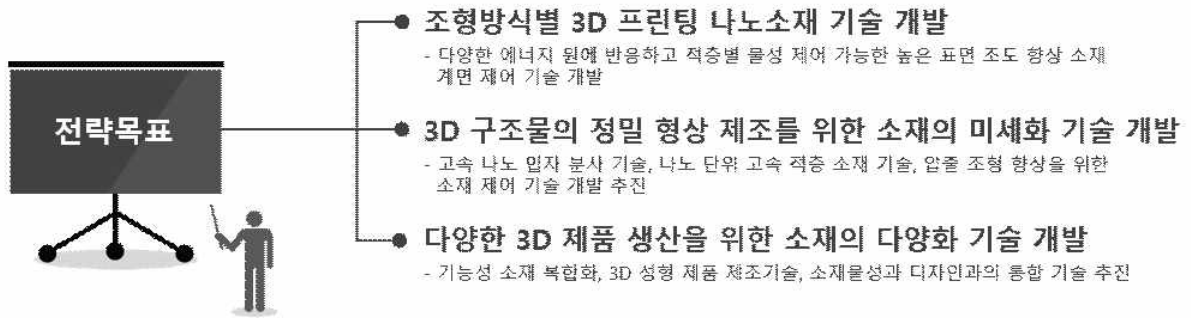 전략목표
조형방식별 3D 프린팅 나노소재 기술 개발
- 다양한 에너지 원에 반응하고 적층별 물성 제어 가능한 높은 표면 조도 향상 소재
계면 제어 기술 개발
3D 구조물의 정밀 형상 제조를 위한 소재의 미세화 기술 개발
- 고속 나노 입자 분사 기술, 나노 단위 고속 적층 소재 기술, 압출 조형 향상을 위한
소재 제어 기술 개발 추진
다양한 3D 제품 생산을 위한 소재의 다양화 기술 개발
- 기능성 소재 복합화, 3D 성형 제품 제조기술, 소재물성과 디자인과의 통합 기술 추진